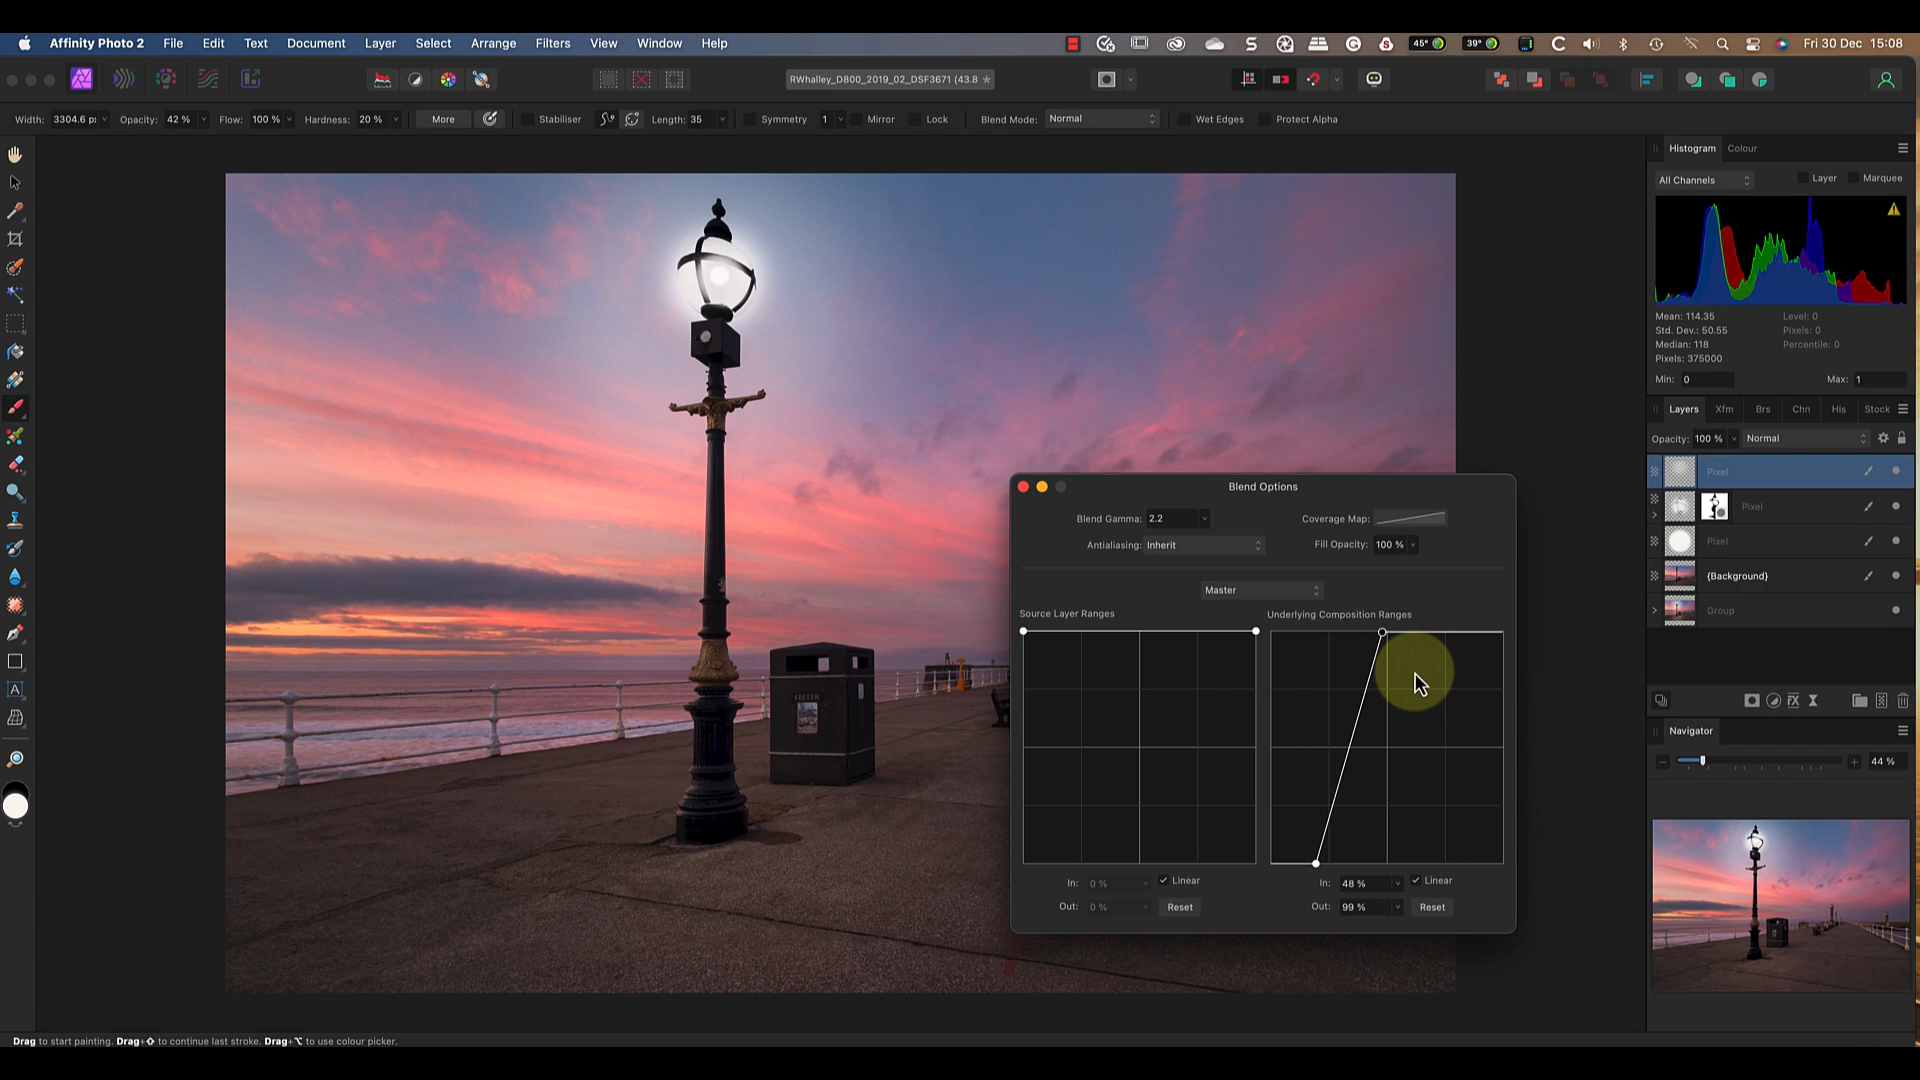 Affinity Photo 2 File Edit Text Document Layer Select Arrange Filters View Window Help 45° 39° Fri 30 Dec 15:08
RWhalley_D800_2019_02_DSF3671 (43.8 *
Width: 3304.6 p Opacity: 42 % Flow: 100 % Hardness: 20 % More Stabiliser Length: 35 Symmetry 1 Mirror Lock Blend Mode: Normal Wet Edges Protect Alpha
Histogram Colour
All Channels Layer Marquee
Mean: 114.35 Level: 0
Std. Dev.: 50.55 Pixels: 0
Median: 118 Percentile: 0
Pixels: 375000
Min: 0 Max: 1
Layers Xfm Brs Chn His Stock
Opacity: 100 % Normal
Pixel
Pixel
Pixel
(Background)
Group
Navigator
44 %
LITTER
Blend Options
Blend Gamma: 2.2 Coverage Map:
Antialiasing: Inherit Fill Opacity: 100 %
Master
Source Layer Ranges Underlying Composition Ranges
In: 0 % Linear In: 48 % Linear
Out: 0 % Reset Out: 99 % Reset
Drag to start painting. Drag+⇧ to continue last stroke. Drag+⌥ to use colour picker.